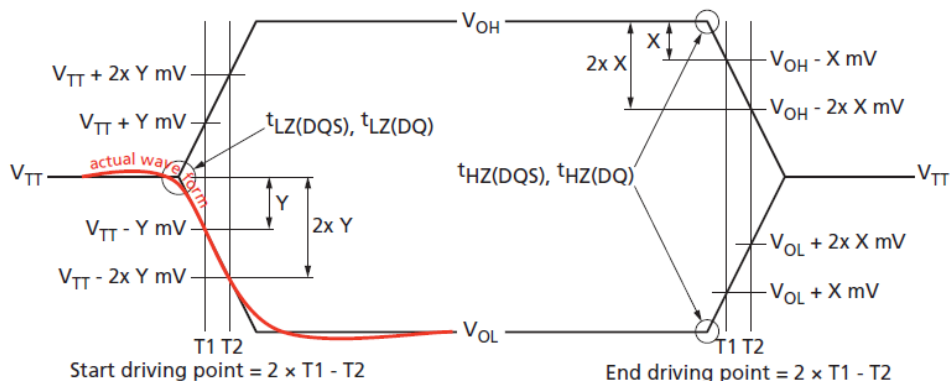 V_OH
X
2x X
V_OH - X mV
V_TT + 2x Y mV
V_OH - 2x X mV
V_TT + Y mV
t_LZ(DQS), t_LZ(DQ)
actual wave form
V_TT
t_HZ(DQS), t_HZ(DQ)
V_TT
Y
2x Y
V_TT - Y mV
V_OL + 2x X mV
V_TT - 2x Y mV
V_OL + X mV
V_OL
T1 T2
T1 T2
Start driving point = 2 × T1 - T2
End driving point = 2 × T1 - T2